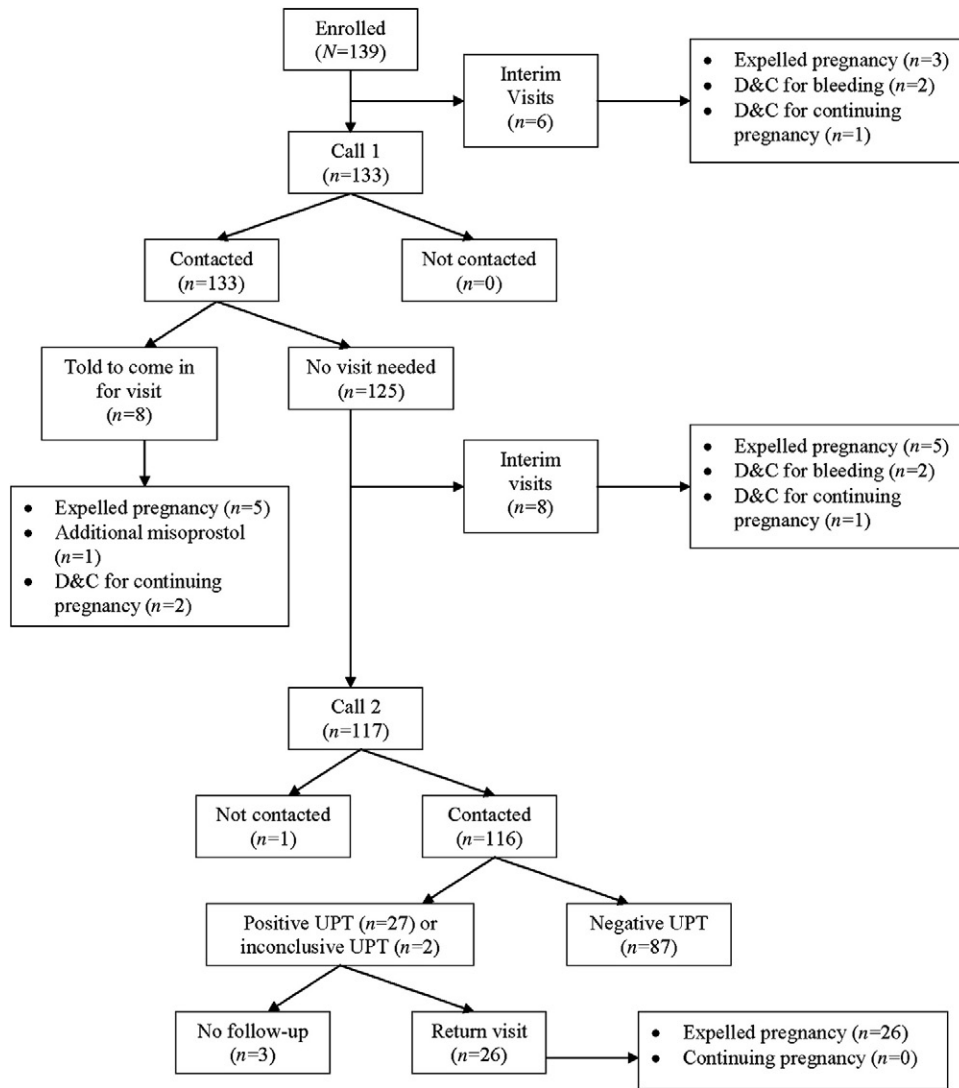 Enrolled
(N=139)
Interim
Visits
(n=6)
• Expelled pregnancy (n=3)
• D&C for bleeding (n=2)
• D&C for continuing
pregnancy (n=1)
Call 1
(n=133)
Contacted
(n=133)
Not contacted
(n=0)
Told to come in
for visit
(n=8)
No visit needed
(n=125)
• Expelled pregnancy (n=5)
• Additional misoprostol
(n=1)
• D&C for continuing
pregnancy (n=2)
Interim
visits
(n=8)
• Expelled pregnancy (n=5)
• D&C for bleeding (n=2)
• D&C for continuing
pregnancy (n=1)
Call 2
(n=117)
Not contacted
(n=1)
Contacted
(n=116)
Positive UPT (n=27) or
inconclusive UPT (n=2)
Negative UPT
(n=87)
No follow-up
(n=3)
Return visit
(n=26)
• Expelled pregnancy (n=26)
• Continuing pregnancy (n=0)